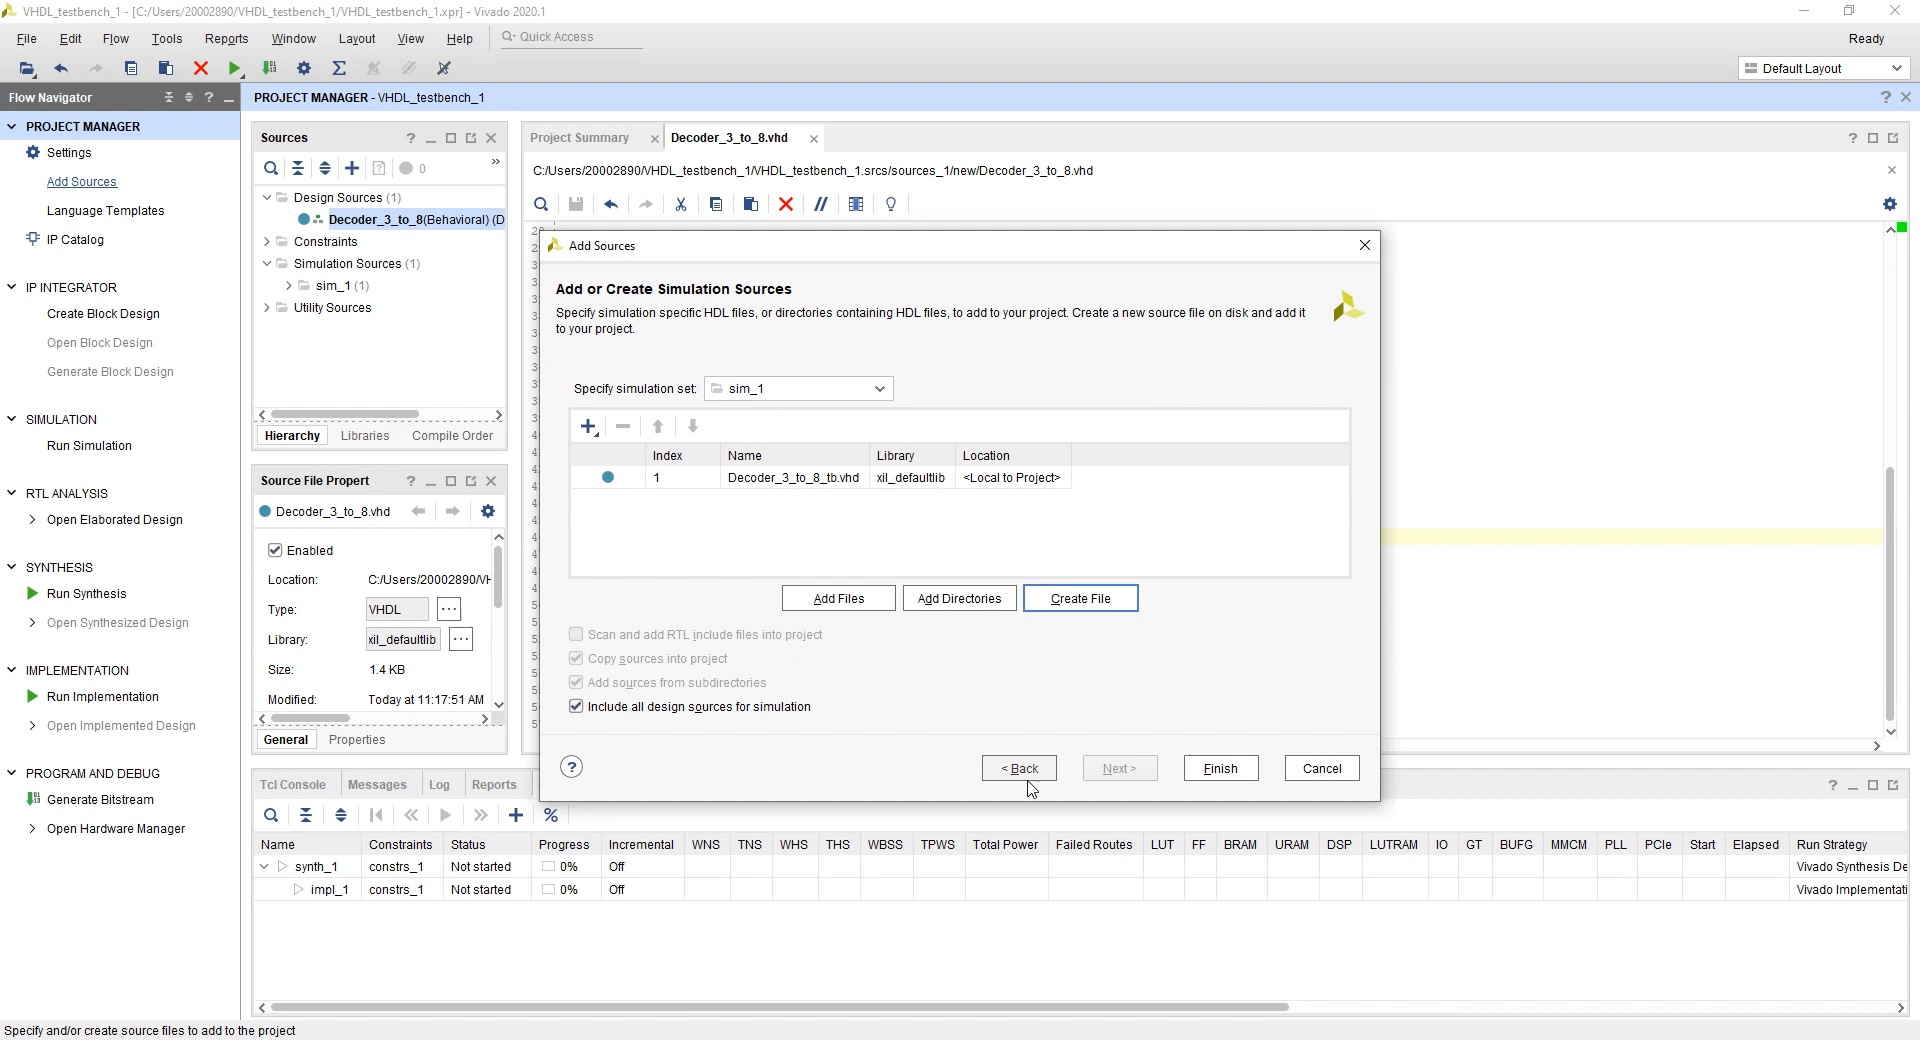 VHDL_testbench_1 - [C:/Users/20002890/VHDL_testbench_1/VHDL_testbench_1.xpr] - Vivado 2020.1
File Edit Flow Tools Reports Window Layout View Help Quick Access
Ready
Default Layout
Flow Navigator
PROJECT MANAGER
Settings
Add Sources
Language Templates
IP Catalog
IP INTEGRATOR
Create Block Design
Open Block Design
Generate Block Design
SIMULATION
Run Simulation
RTL ANALYSIS
Open Elaborated Design
SYNTHESIS
Run Synthesis
Open Synthesized Design
IMPLEMENTATION
Run Implementation
Open Implemented Design
PROGRAM AND DEBUG
Generate Bitstream
Open Hardware Manager
PROJECT MANAGER - VHDL_testbench_1
Sources
0
Design Sources (1)
Decoder_3_to_8(Behavioral) (D
Constraints
Simulation Sources (1)
sim_1 (1)
Utility Sources
Hierarchy Libraries Compile Order
Source File Propert
Decoder_3_to_8.vhd
Enabled
Location: C:/Users/20002890/VH
Type: VHDL
Library: xil_defaultlib
Size: 1.4 KB
Modified: Today at 11:17:51 AM
General Properties
Project Summary Decoder_3_to_8.vhd
C:/Users/20002890/VHDL_testbench_1/VHDL_testbench_1.srcs/sources_1/new/Decoder_3_to_8.vhd
Add Sources
Add or Create Simulation Sources
Specify simulation specific HDL files, or directories containing HDL files, to add to your project. Create a new source file on disk and add it
to your project.
Specify simulation set: sim_1
Index Name Library Location
1 Decoder_3_to_8_tb.vhd xil_defaultlib <Local to Project>
Add Files Add Directories Create File
Scan and add RTL include files into project
Copy sources into project
Add sources from subdirectories
Include all design sources for simulation
? < Back Next > Finish Cancel
Tcl Console Messages Log Reports
Name Constraints Status Progress Incremental WNS TNS WHS THS WBSS TPWS Total Power Failed Routes LUT FF BRAM URAM DSP LUTRAM IO GT BUFG MMCM PLL PCIe Start Elapsed Run Strategy
synth_1 constrs_1 Not started 0% Off Vivado Synthesis De
impl_1 constrs_1 Not started 0% Off Vivado Implementati
Specify and/or create source files to add to the project